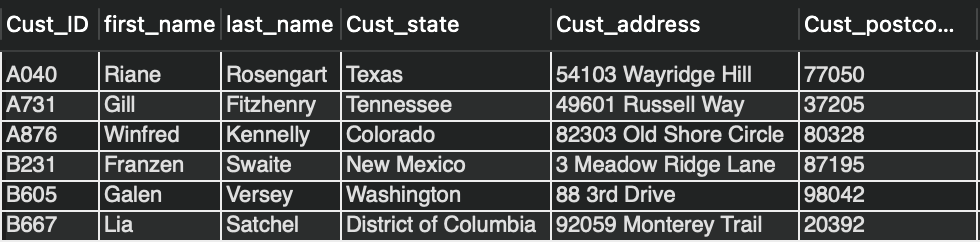 Cust_ID first_name last_name Cust_state Cust_address Cust_postco...
A040 Riane Rosengart Texas 54103 Wayridge Hill 77050
A731 Gill Fitzhenry Tennessee 49601 Russell Way 37205
A876 Winfred Kennelly Colorado 82303 Old Shore Circle 80328
B231 Franzen Swaite New Mexico 3 Meadow Ridge Lane 87195
B605 Galen Versey Washington 88 3rd Drive 98042
B667 Lia Satchel District of Columbia 92059 Monterey Trail 20392